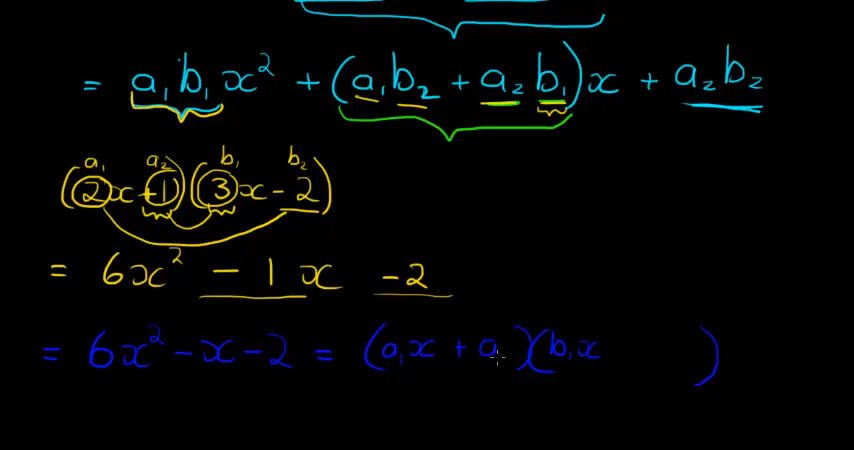 = a₁b₁x² + (a₁b₂ + a₂b₁)x + a₂b₂
a₁ a₂ b₁ b₂
(2x+1)(3x-2)
= 6x² - 1x -2
= 6x² - x - 2 = (a₁x + a₂)(b₁x )